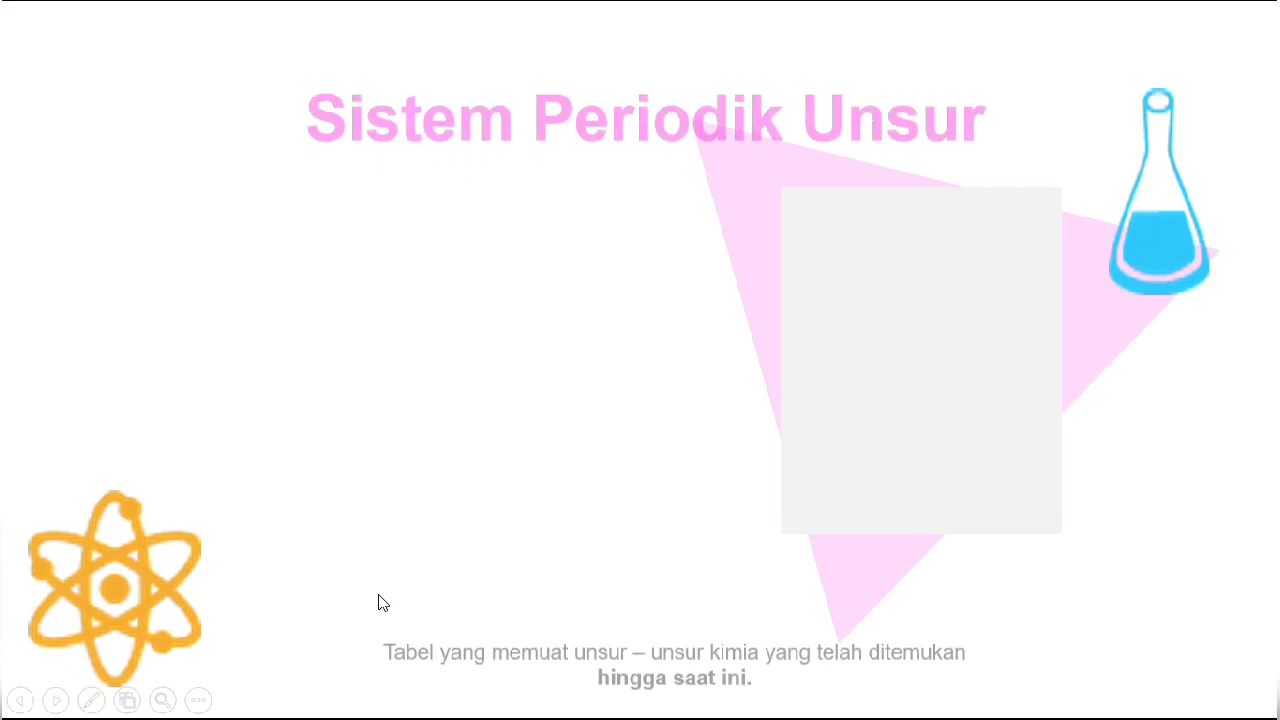 Sistem Periodik Unsur
Tabel yang memuat unsur – unsur kimia yang telah ditemukan
hingga saat ini.